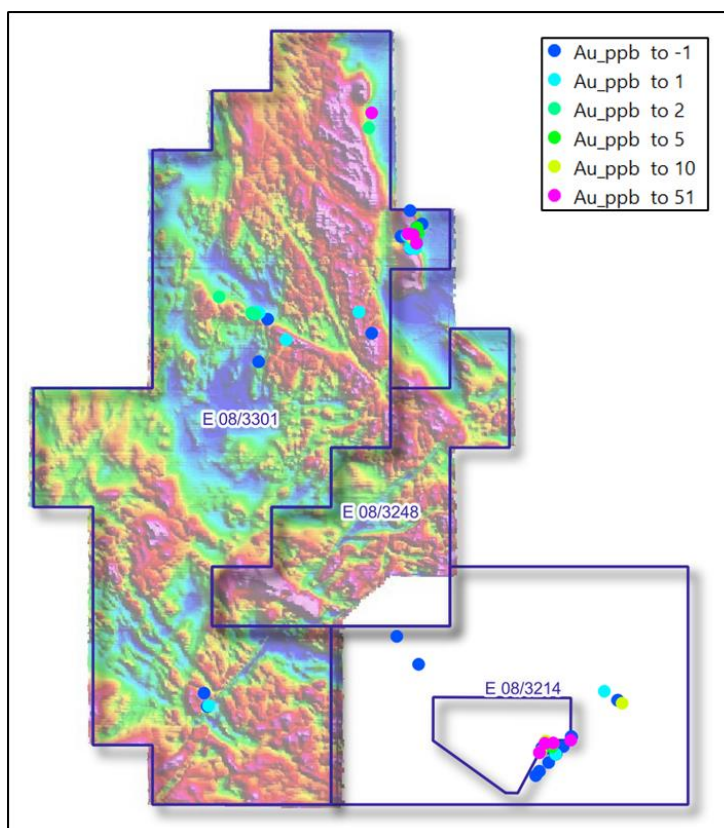 Au_ppb to -1
Au_ppb to 1
Au_ppb to 2
Au_ppb to 5
Au_ppb to 10
Au_ppb to 51
E 08/3301
E 08/3248
E 08/3214